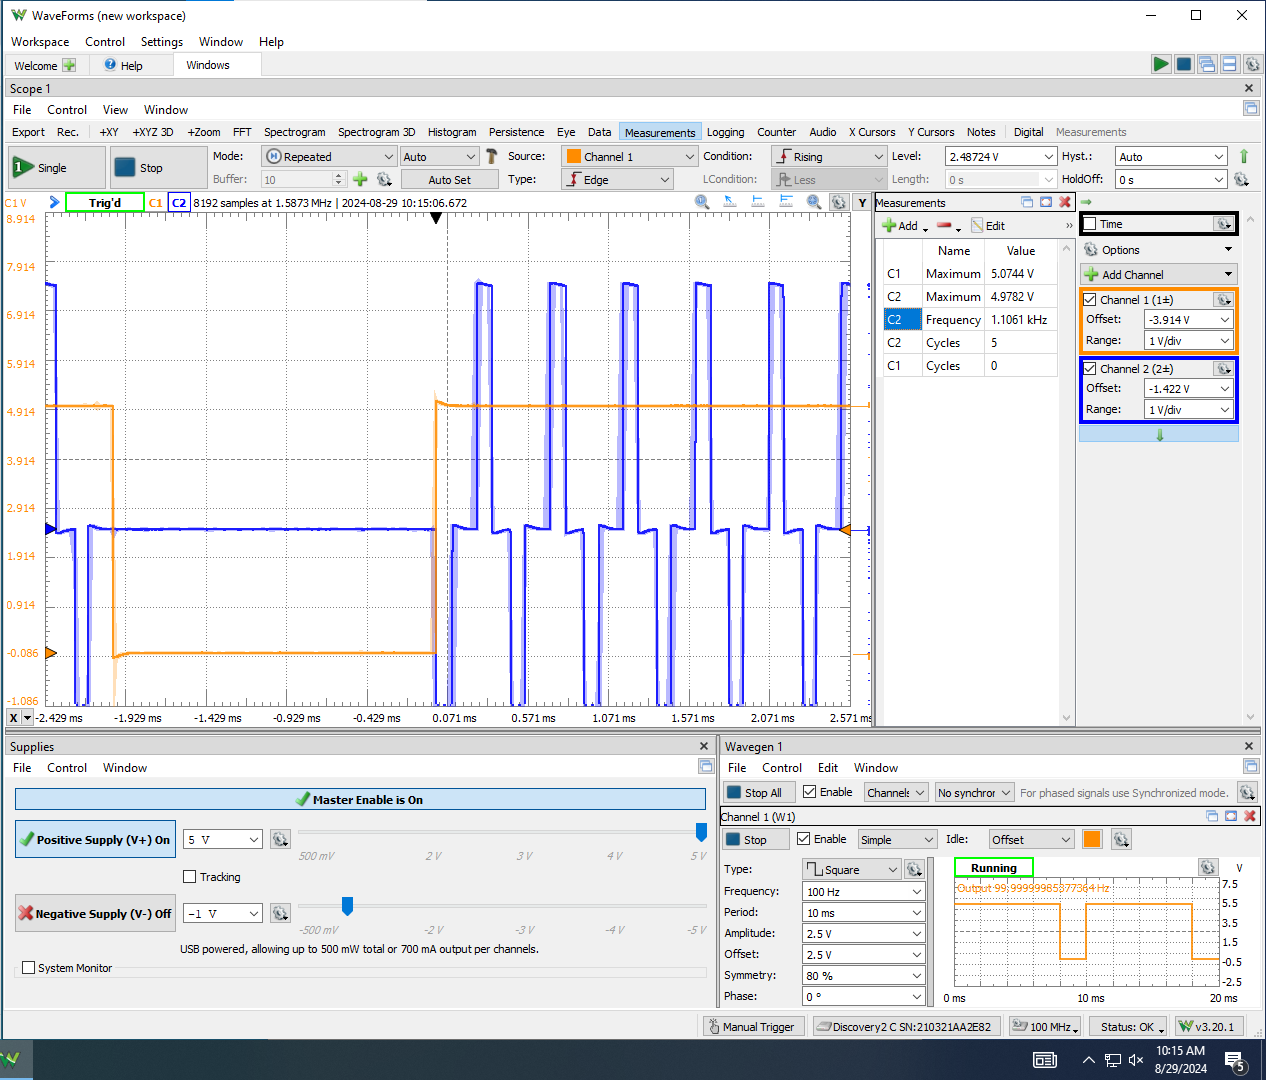 WaveForms (new workspace)
Workspace Control Settings Window Help
Welcome Help Windows
Scope 1
File Control View Window
Export Rec. +XY +XYZ 3D +Zoom FFT Spectrogram Spectrogram 3D Histogram Persistence Eye Data Measurements Logging Counter Audio X Cursors Y Cursors Notes Digital Measurements
1 Single Stop Mode: Repeated Auto Source: Channel 1 Condition: Rising Level: 2.48724 V Hyst.: Auto
Buffer: 10 Auto Set Type: Edge LCondition: Less Length: 0 s HoldOff: 0 s
C1 V Trig'd C1 C2 8192 samples at 1.5873 MHz | 2024-08-29 10:15:06.672 Y
8.914
7.914
6.914
5.914
4.914
3.914
2.914
1.914
0.914
-0.086
-1.086
X -2.429 ms -1.929 ms -1.429 ms -0.929 ms -0.429 ms 0.071 ms 0.571 ms 1.071 ms 1.571 ms 2.071 ms 2.571 ms
Measurements
Add Edit »
Name Value
C1 Maximum 5.0744 V
C2 Maximum 4.9782 V
C2 Frequency 1.1061 kHz
C2 Cycles 5
C1 Cycles 0
Time
Options
Add Channel
Channel 1 (1±)
Offset: -3.914 V
Range: 1 V/div
Channel 2 (2±)
Offset: -1.422 V
Range: 1 V/div
Supplies
File Control Window
Master Enable is On
Positive Supply (V+) On 5 V
500 mV 2 V 3 V 4 V 5 V
Tracking
Negative Supply (V-) Off -1 V
-500 mV -2 V -3 V -4 V -5 V
USB powered, allowing up to 500 mW total or 700 mA output per channels.
System Monitor
Wavegen 1
File Control Edit Window
Stop All Enable Channels No synchror For phased signals use Synchronized mode.
Channel 1 (W1)
Stop Enable Simple Idle: Offset
Type: Square
Frequency: 100 Hz
Period: 10 ms
Amplitude: 2.5 V
Offset: 2.5 V
Symmetry: 80 %
Phase: 0 °
Running V
Output 99.99999985377364 Hz
7.5
5.5
3.5
1.5
-0.5
-2.5
0 ms 10 ms 20 ms
Manual Trigger Discovery2 C SN:210321AA2E82 100 MHz Status: OK v3.20.1
10:15 AM
8/29/2024
5